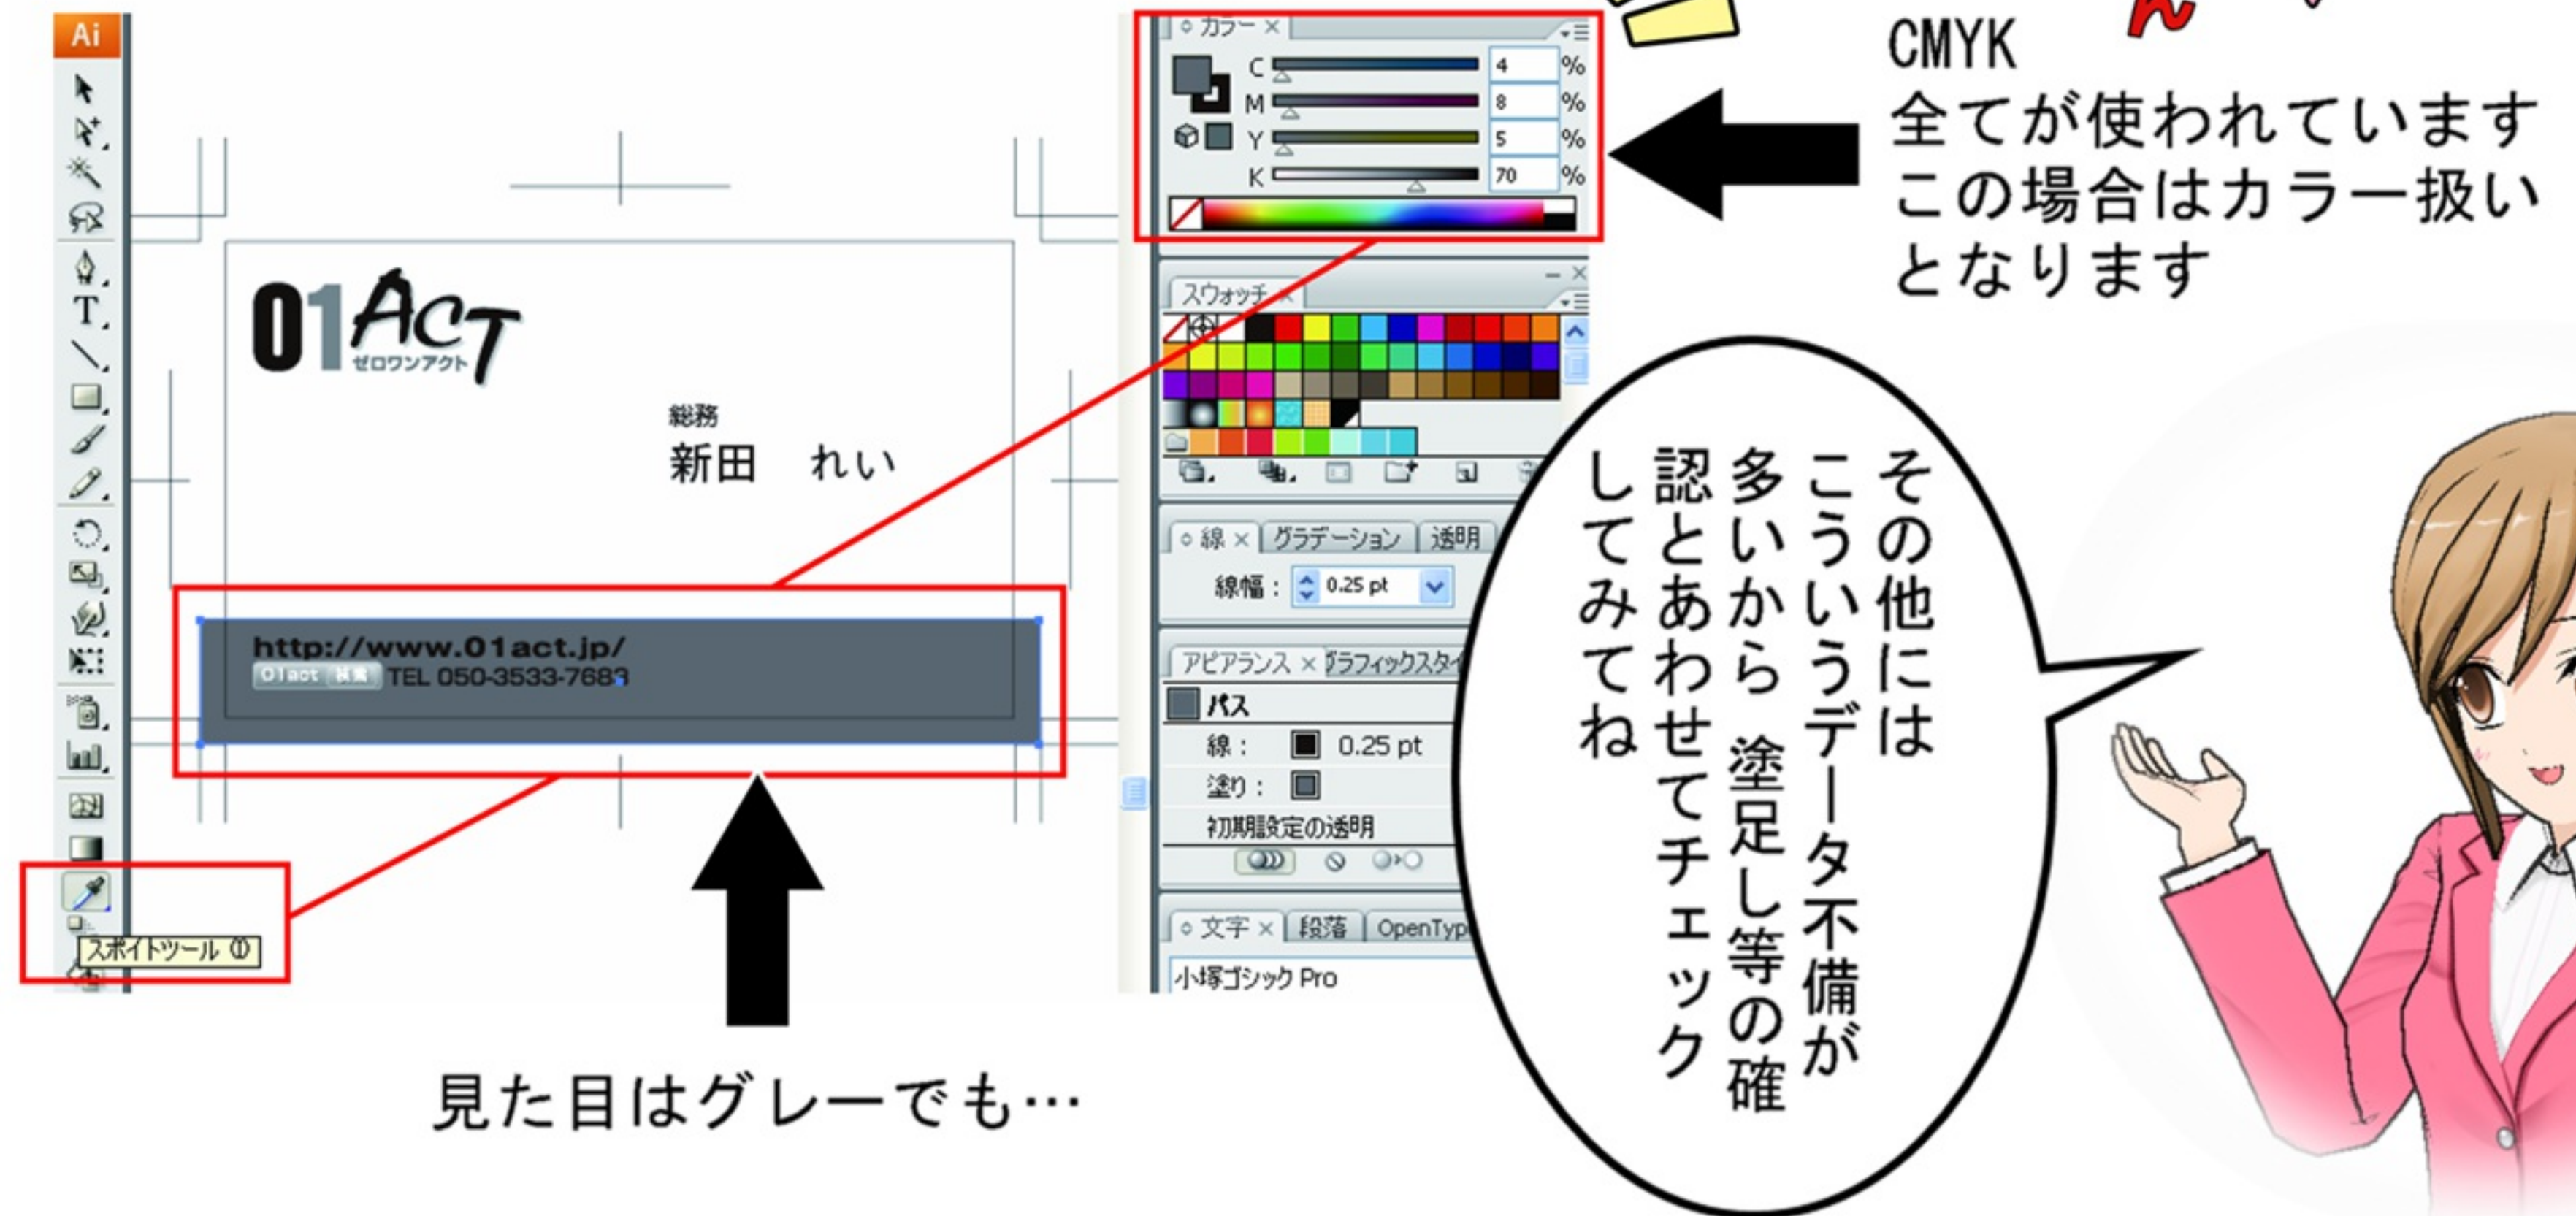 Ai
T
01ACT
ゼロワンアクト
総務
新田　れい
http://www.01act.jp/
01act 検索 TEL 050-3533-7683
スポイトツール (I)
見た目はグレーでも…
カラー ×
C 4 %
M 8 %
Y 5 %
K 70 %
スウォッチ ×
線 × グラデーション 透明
線幅 : 0.25 pt
アピアランス × グラフィックスタイ
パス
線 : 0.25 pt
塗り :
初期設定の透明
文字 × 段落 OpenType
小塚ゴシック Pro
ん
CMYK
全てが使われています
この場合はカラー扱い
となります
その他には
こういうデータ不備が
多いから 塗足し等の確
認とあわせてチェック
してみてね